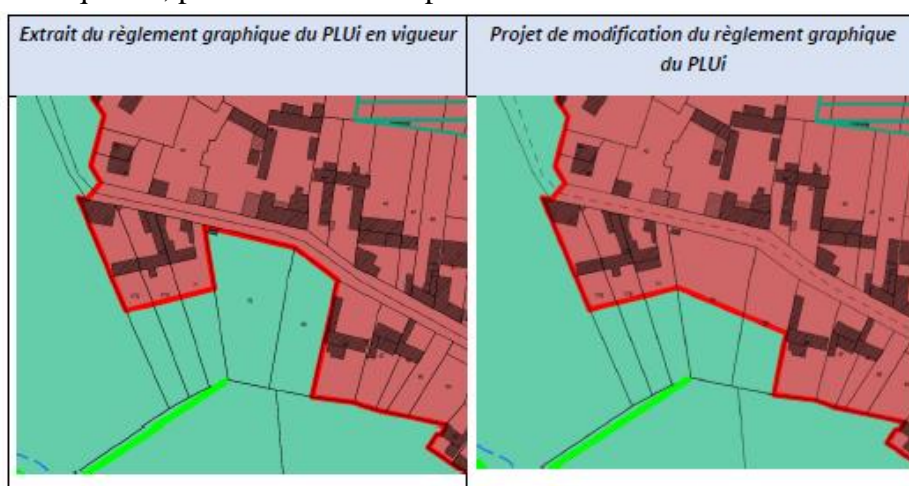 Extrait du règlement graphique du PLUi en vigueur
Projet de modification du règlement graphique
du PLUi